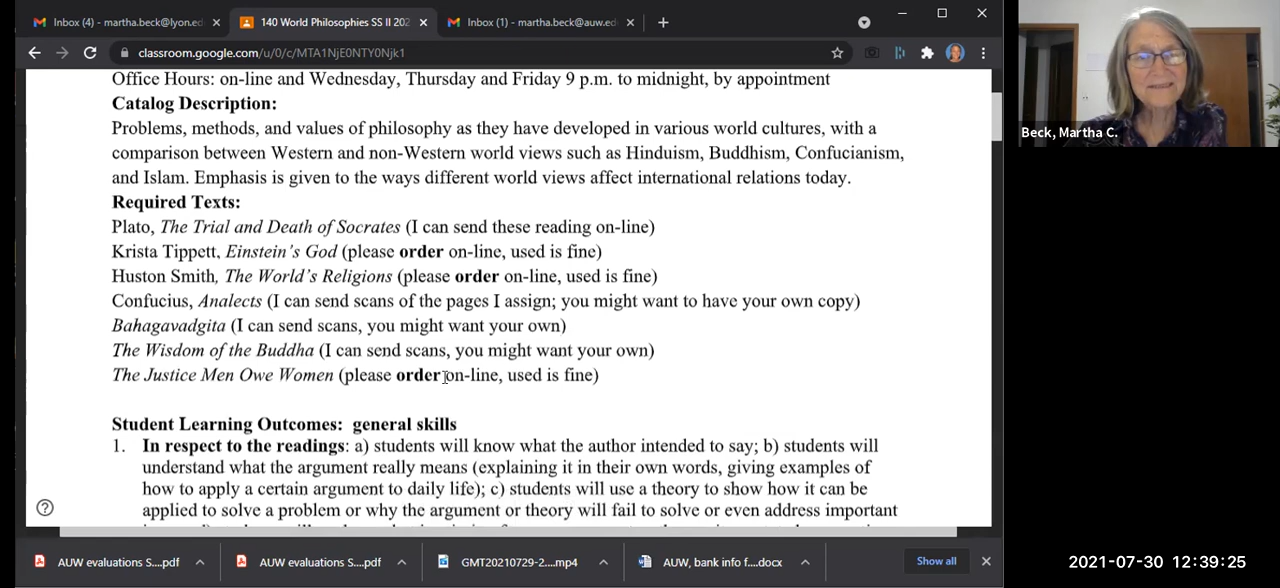 Inbox (4) – martha.beck@lyon.ed
140 World Philosophies SS II 202
Inbox (1) – martha.beck@auw.ed
classroom.google.com/u/0/c/MTA1NjE0NTY0Njk1
Office Hours: on-line and Wednesday, Thursday and Friday 9 p.m. to midnight, by appointment
Catalog Description:
Problems, methods, and values of philosophy as they have developed in various world cultures, with a
comparison between Western and non-Western world views such as Hinduism, Buddhism, Confucianism,
and Islam. Emphasis is given to the ways different world views affect international relations today.
Required Texts:
Plato, The Trial and Death of Socrates (I can send these reading on-line)
Krista Tippett, Einstein's God (please order on-line, used is fine)
Huston Smith, The World's Religions (please order on-line, used is fine)
Confucius, Analects (I can send scans of the pages I assign; you might want to have your own copy)
Bahagavadgita (I can send scans, you might want your own)
The Wisdom of the Buddha (I can send scans, you might want your own)
The Justice Men Owe Women (please order on-line, used is fine)
Student Learning Outcomes: general skills
1. In respect to the readings: a) students will know what the author intended to say; b) students will
understand what the argument really means (explaining it in their own words, giving examples of
how to apply a certain argument to daily life); c) students will use a theory to show how it can be
applied to solve a problem or why the argument or theory will fail to solve or even address important
AUW evaluations S....pdf
AUW evaluations S....pdf
GMT20210729-2....mp4
AUW, bank info f....docx
Show all
Beck, Martha C.
2021-07-30 12:39:25